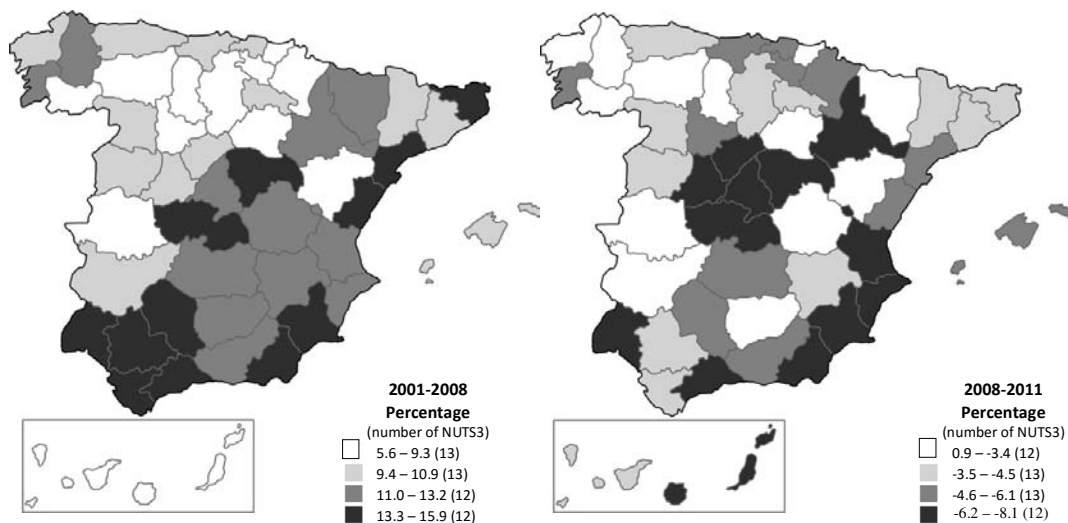 2001-2008
Percentage
(number of NUTS3)
5.6 – 9.3 (13)
9.4 – 10.9 (13)
11.0 – 13.2 (12)
13.3 – 15.9 (12)
2008-2011
Percentage
(number of NUTS3)
0.9 – -3.4 (12)
-3.5 – -4.5 (13)
-4.6 – -6.1 (13)
-6.2 – -8.1 (12)